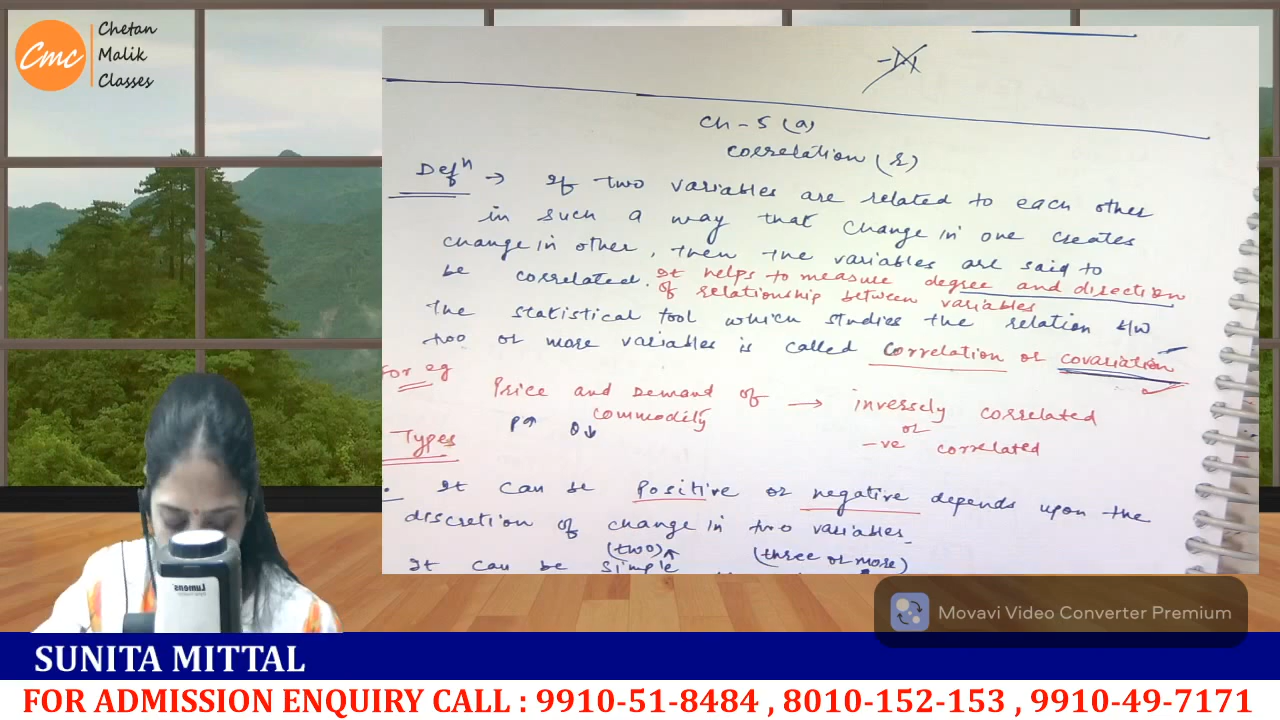 Cmc
Chetan
Malik
Classes
Ch - 5 (a)
Correlation (r)
Defn → If two variables are related to each other
in such a way that change in one creates
change in other, then the variables are said to
be correlated. It helps to measure degree and direction
of relationship between variables
The statistical tool which studies the relation b/w
two or more variables is called Correlation or covariation
For eg
Price and Demand of commodity → inversely correlated
P↑ D↓
or
-ve correlated
Types
It can be Positive or negative depends upon the
discretion of change in two variables.
(two) (three or more)
It can be simple
Lumens
Movavi Video Converter Premium
SUNITA MITTAL
FOR ADMISSION ENQUIRY CALL : 9910-51-8484 , 8010-152-153 , 9910-49-7171